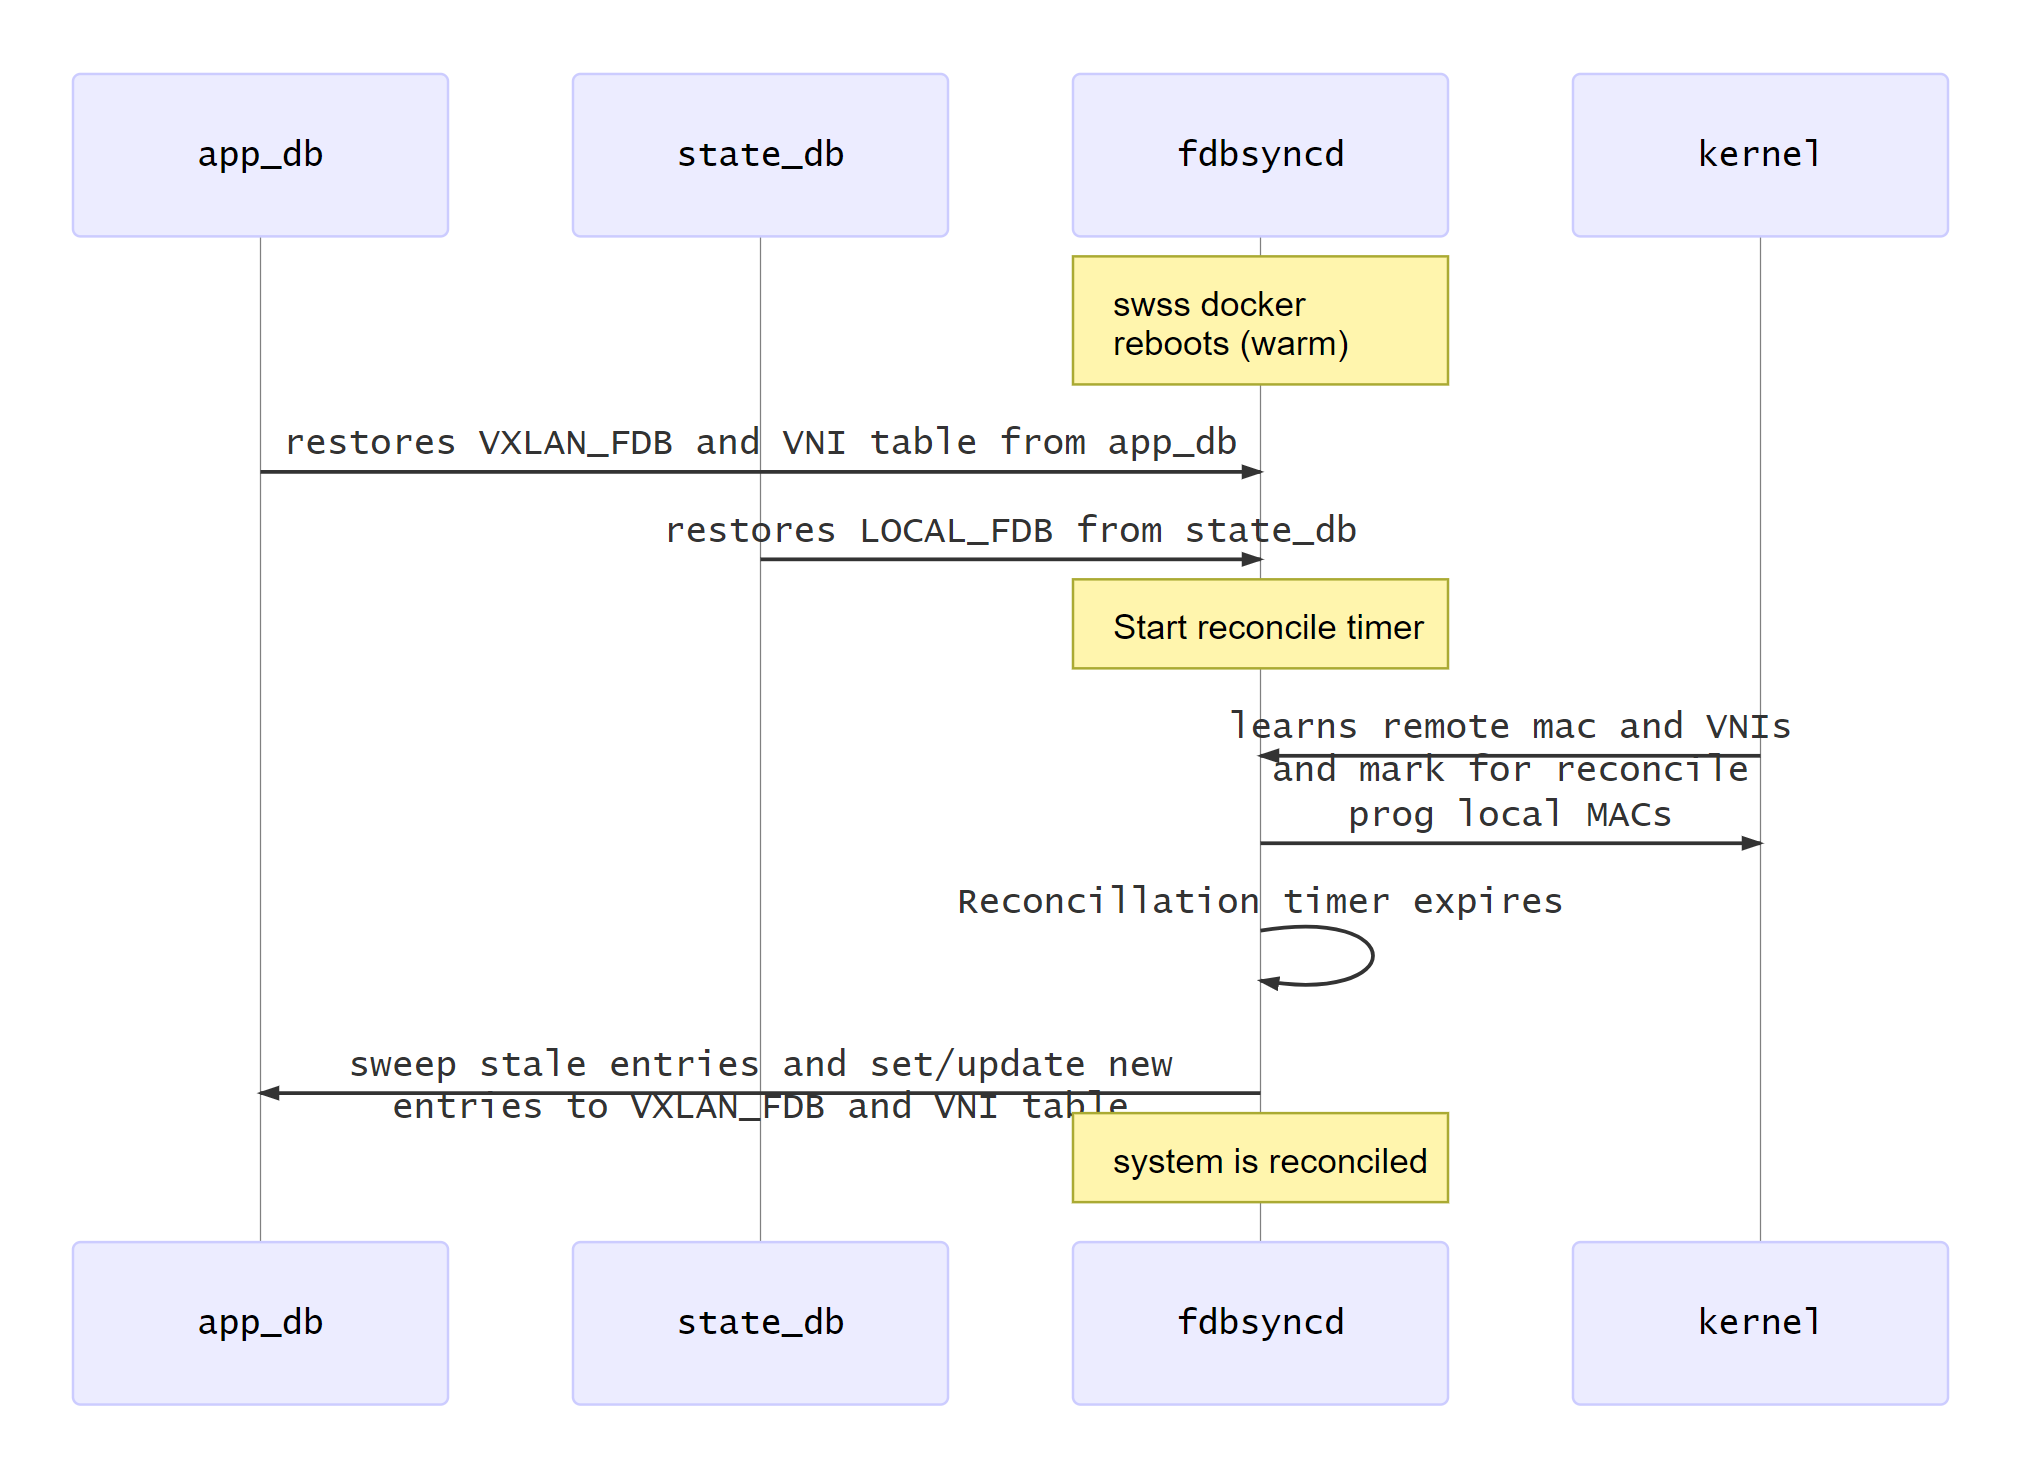 app_db
state_db
fdbsyncd
kernel
swss docker
reboots (warm)
restores VXLAN_FDB and VNI table from app_db
restores LOCAL_FDB from state_db
Start reconcile timer
learns remote mac and VNIs
and mark for reconcile
prog local MACs
Reconcillation timer expires
sweep stale entries and set/update new
entries to VXLAN_FDB and VNI table
system is reconciled
app_db
state_db
fdbsyncd
kernel